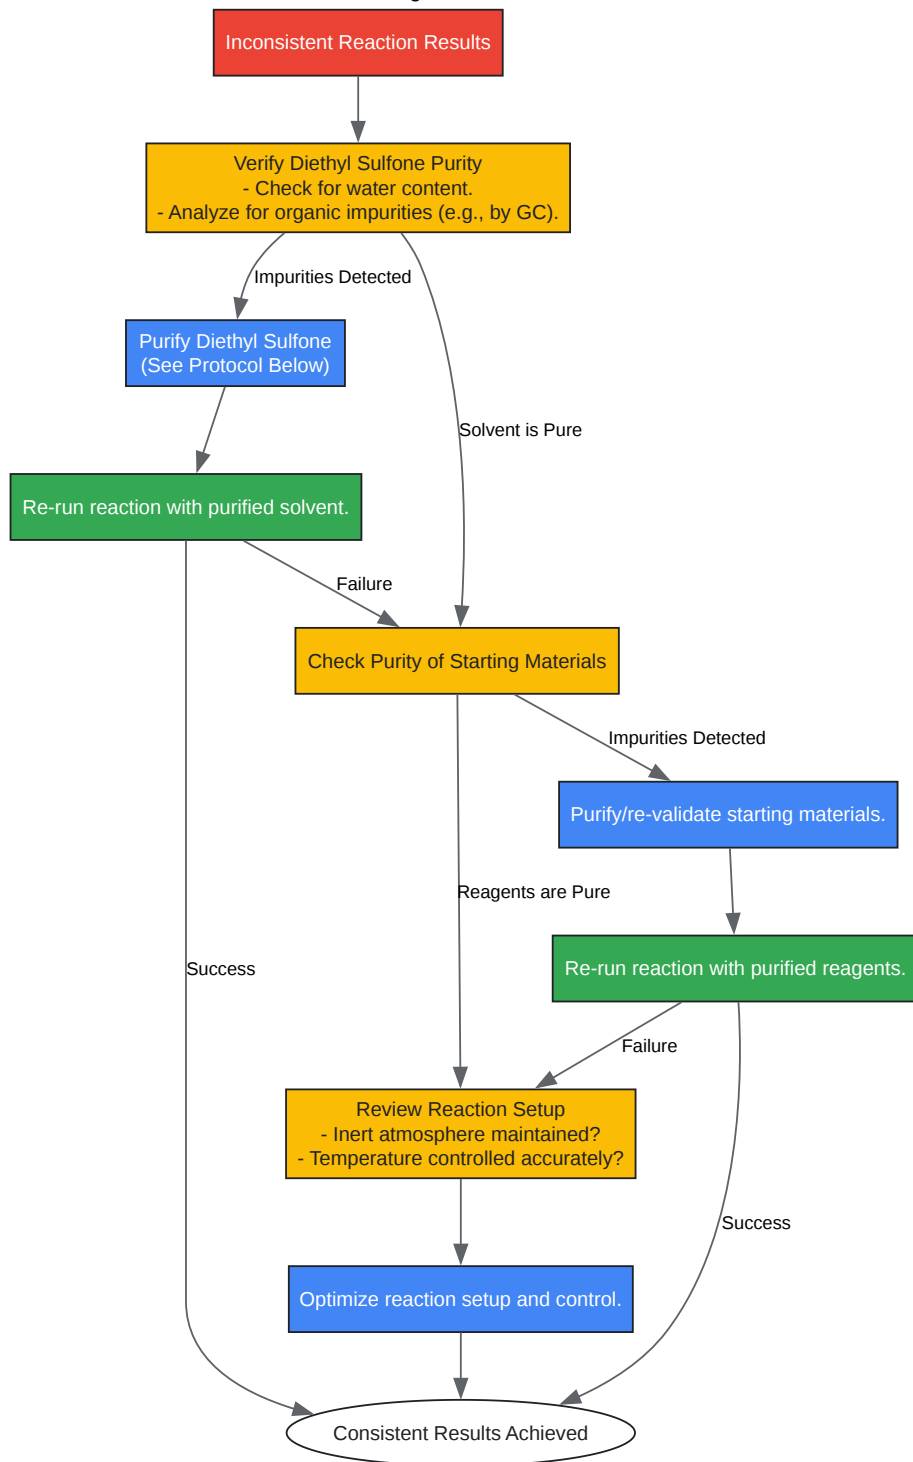 Inconsistent Reaction Results
Verify Diethyl Sulfone Purity
- Check for water content.
- Analyze for organic impurities (e.g., by GC).
Impurities Detected
Purify Diethyl Sulfone
(See Protocol Below)
Solvent is Pure
Re-run reaction with purified solvent.
Failure
Check Purity of Starting Materials
Impurities Detected
Purify/re-validate starting materials.
Reagents are Pure
Success
Re-run reaction with purified reagents.
Failure
Review Reaction Setup
- Inert atmosphere maintained?
- Temperature controlled accurately?
Success
Optimize reaction setup and control.
Consistent Results Achieved